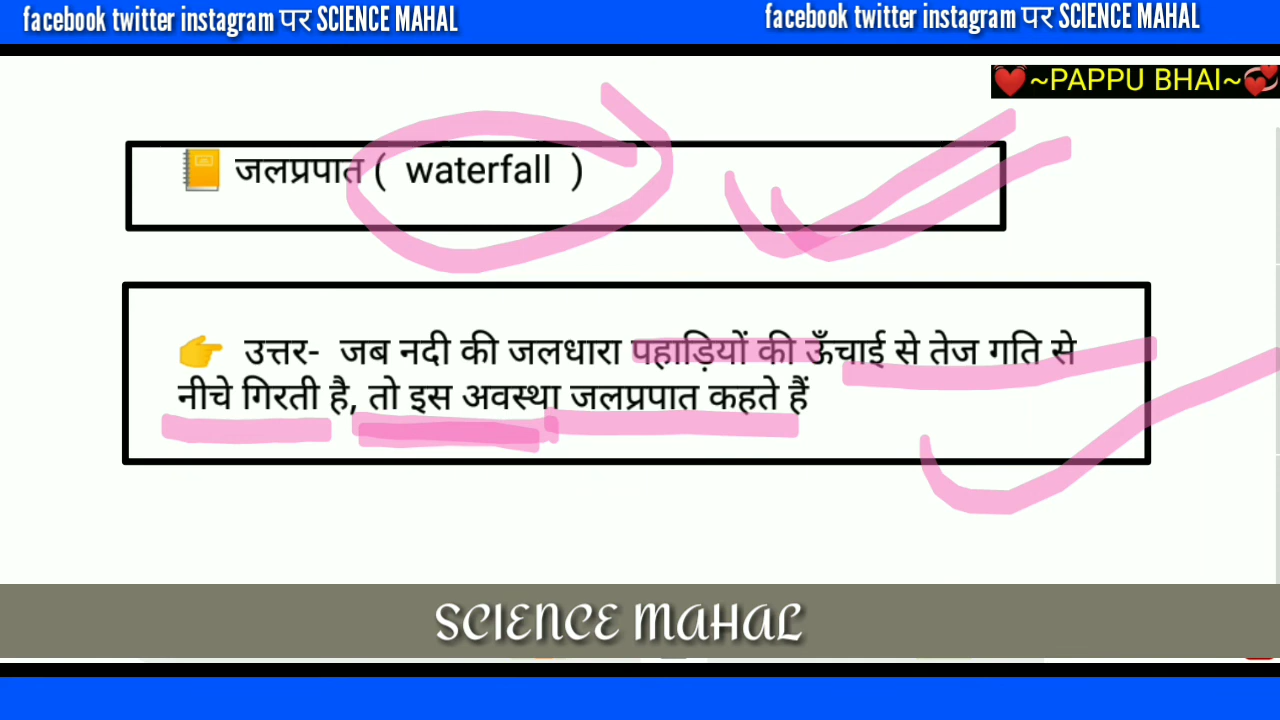 facebook twitter instagram पर SCIENCE MAHAL
facebook twitter instagram पर SCIENCE MAHAL
~PAPPU BHAI~
जलप्रपात ( waterfall )
उत्तर- जब नदी की जलधारा पहाड़ियों की ऊँचाई से तेज गति से
नीचे गिरती है, तो इस अवस्था जलप्रपात कहते हैं
SCIENCE MAHAL